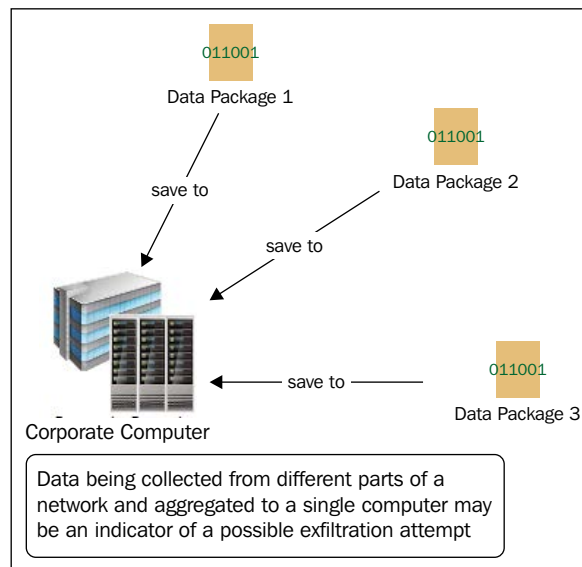 011001
Data Package 1
011001
Data Package 2
save to
save to
011001
save to
Data Package 3
Corporate Computer
Data being collected from different parts of a
network and aggregated to a single computer may
be an indicator of a possible exfiltration attempt